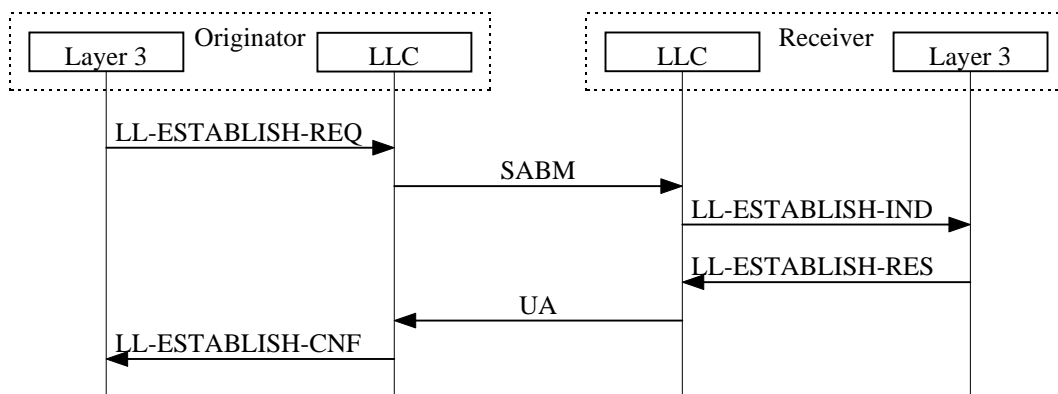 Originator
Receiver
Layer 3
LLC
LLC
Layer 3
LL-ESTABLISH-REQ
SABM
LL-ESTABLISH-IND
LL-ESTABLISH-RES
UA
LL-ESTABLISH-CNF